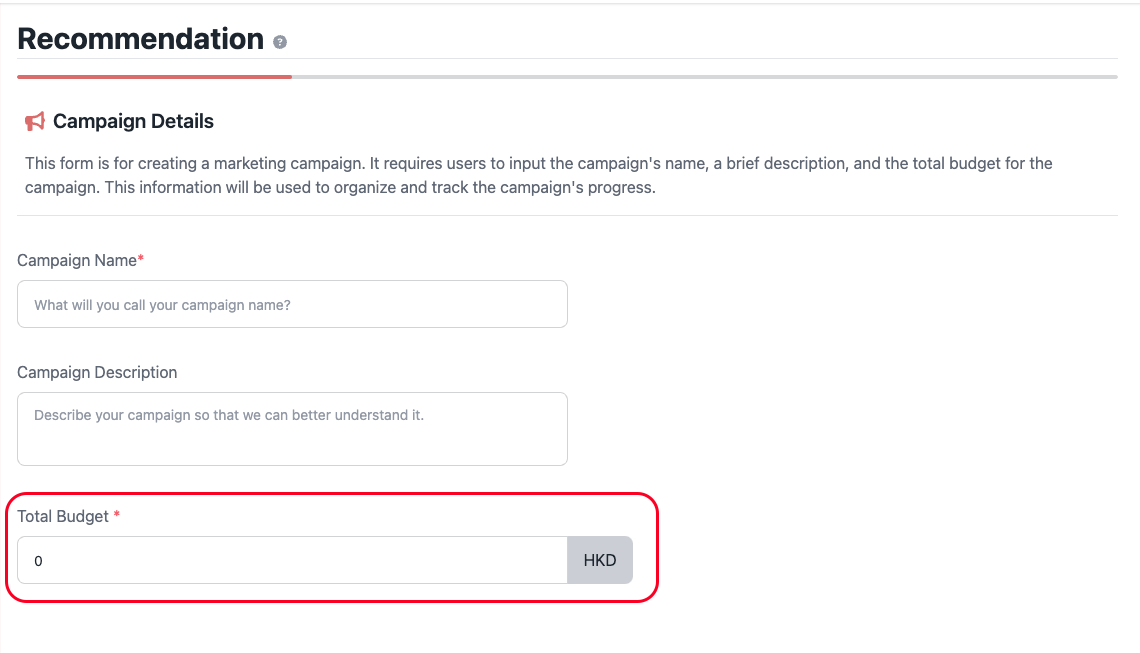 Recommendation ?
Campaign Details
This form is for creating a marketing campaign. It requires users to input the campaign's name, a brief description, and the total budget for the
campaign. This information will be used to organize and track the campaign's progress.
Campaign Name*
What will you call your campaign name?
Campaign Description
Describe your campaign so that we can better understand it.
Total Budget *
0 HKD